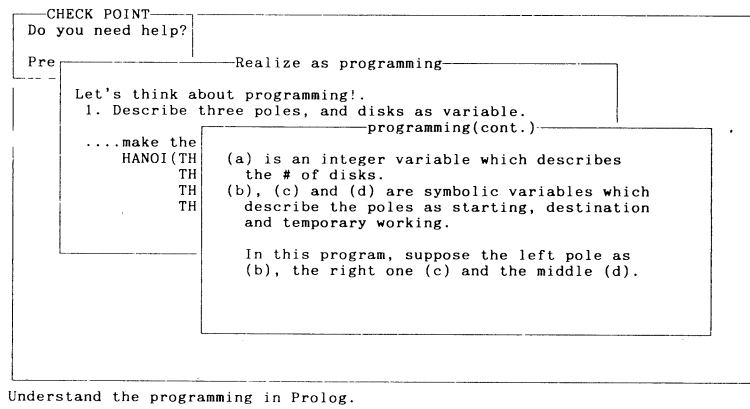 CHECK POINT
Do you need help?
Pre
Realize as programming
Let's think about programming!.
1. Describe three poles, and disks as variable.
....make the
HANOI(TH
TH
TH
TH
programming(cont.)
(a) is an integer variable which describes
the # of disks.
(b), (c) and (d) are symbolic variables which
describe the poles as starting, destination
and temporary working.
In this program, suppose the left pole as
(b), the right one (c) and the middle (d).
Understand the programming in Prolog.